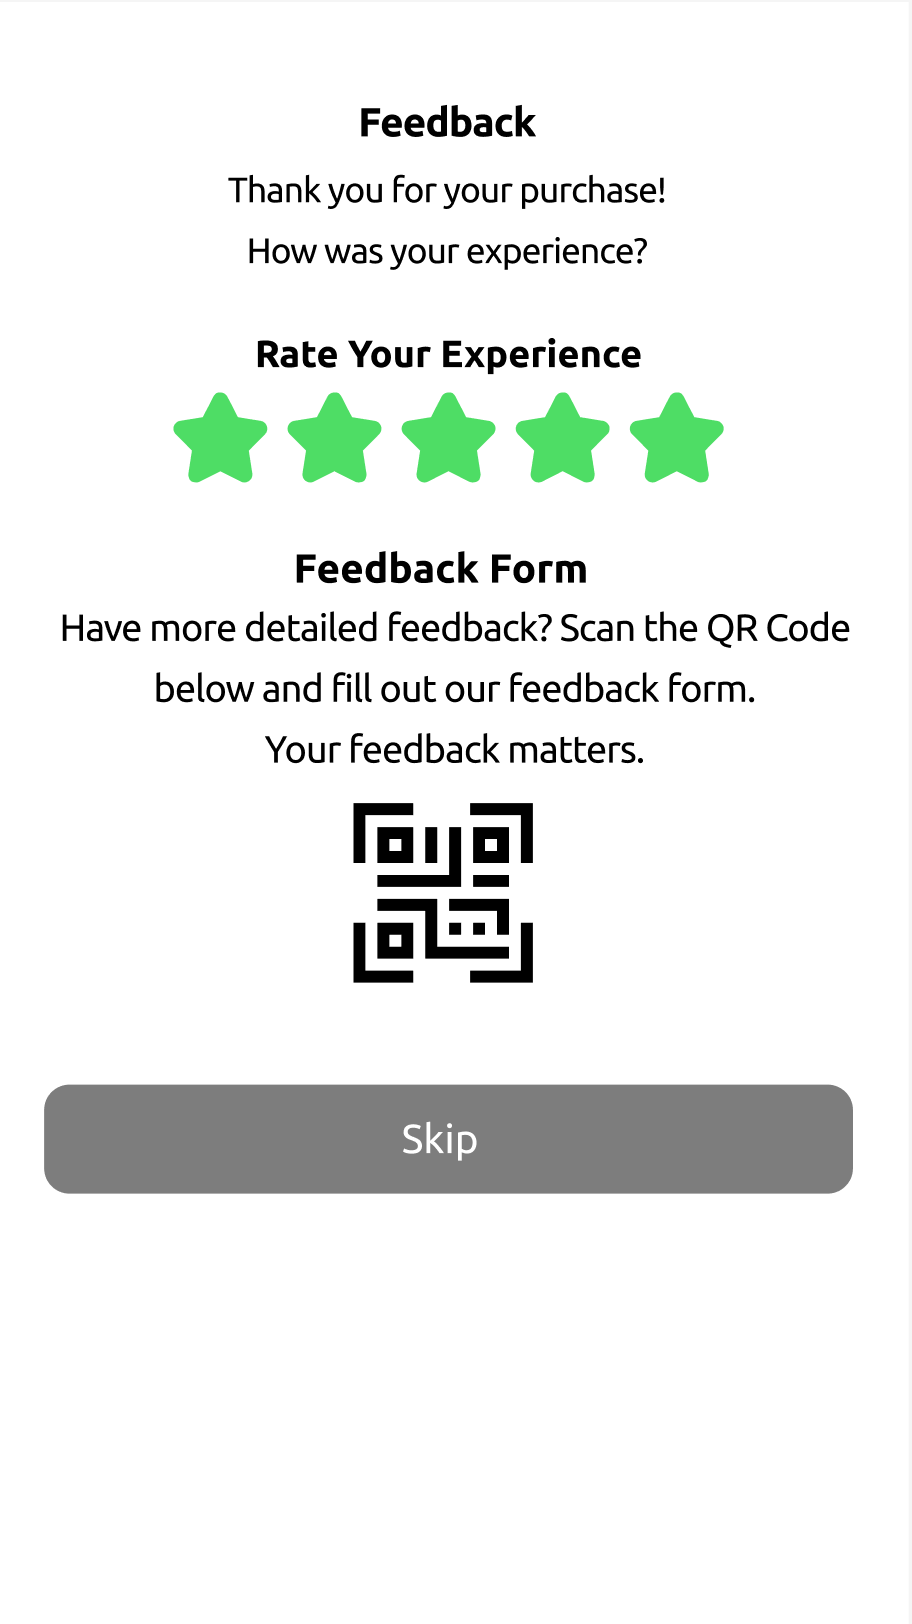 Feedback
Thank you for your purchase!
How was your experience?
Rate Your Experience
Feedback Form
Have more detailed feedback? Scan the QR Code
below and fill out our feedback form.
Your feedback matters.
Skip